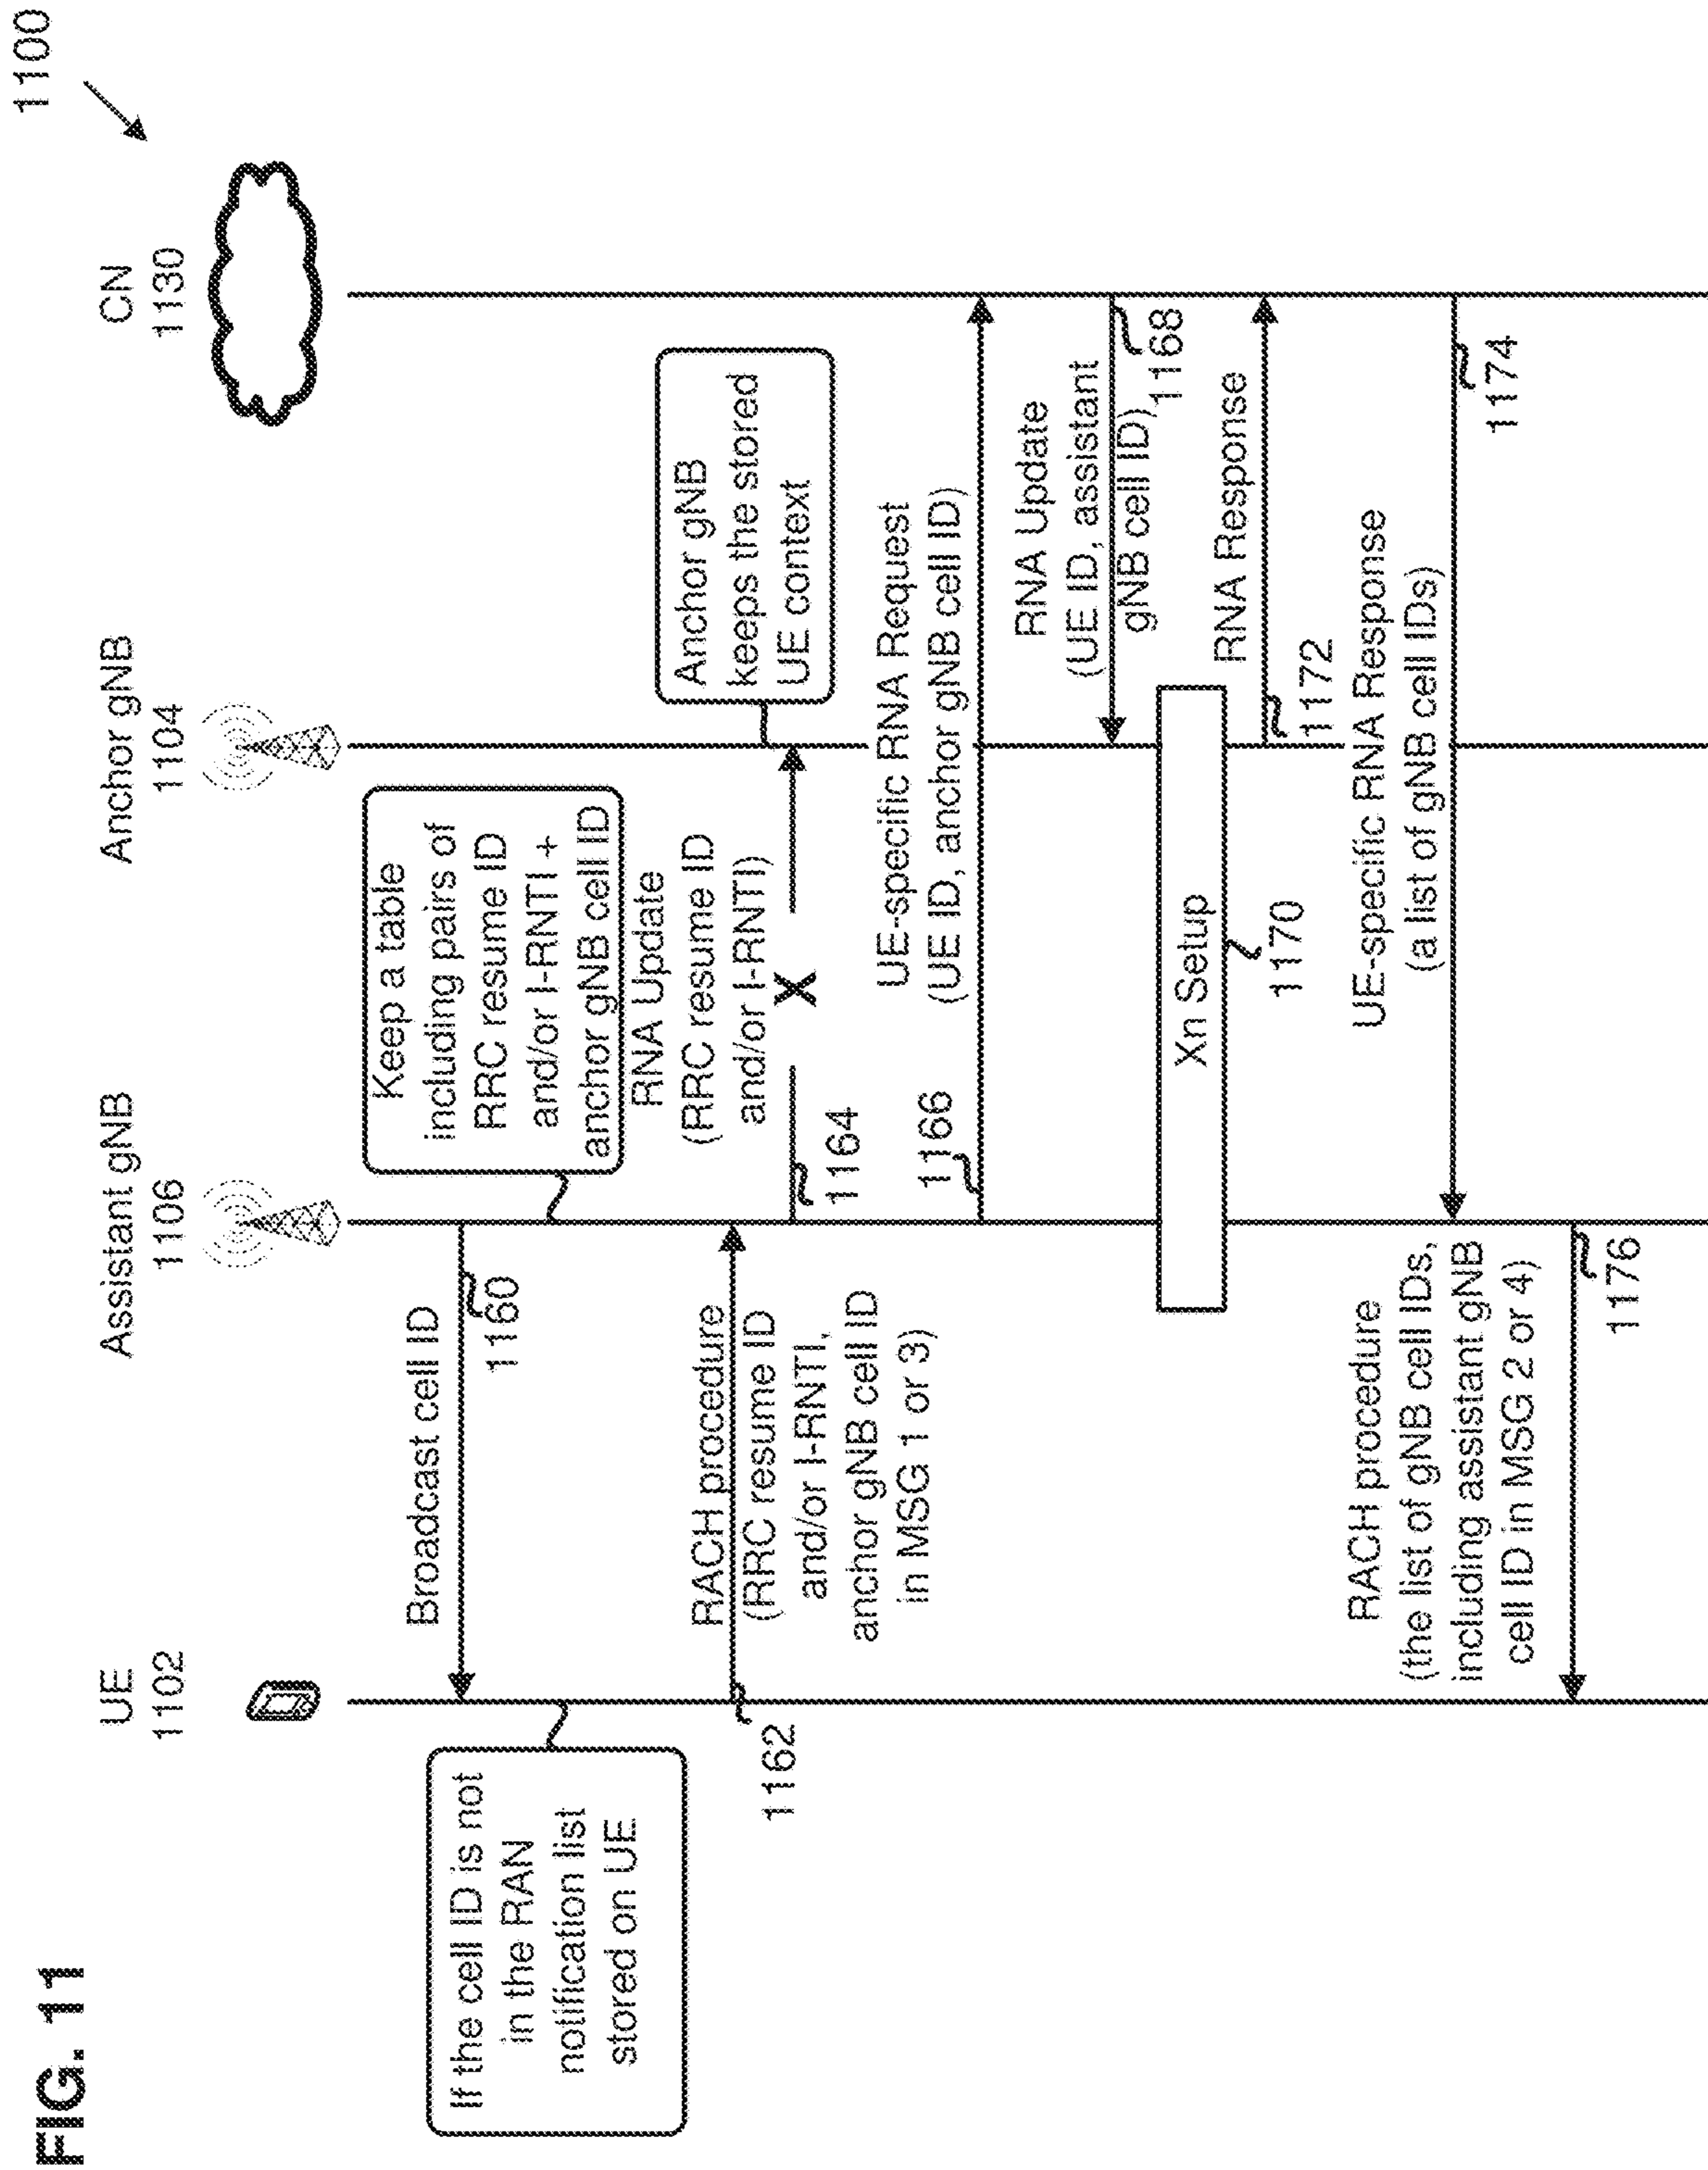 FIG. 11
1100
UE
1102
Assistant gNB
1106
Anchor gNB
1104
CN
1130
Broadcast cell ID
1160
If the cell ID is not
in the RAN
notification list
stored on UE
Keep a table
including pairs of
RRC resume ID
and/or I-RNTI +
anchor gNB cell ID
RACH procedure
(RRC resume ID
and/or I-RNTI,
anchor gNB cell ID
in MSG 1 or 3)
1162
RNA Update
(RRC resume ID
and/or I-RNTI)
X
1164
Anchor gNB
keeps the stored
UE context
UE-specific RNA Request
(UE ID, anchor gNB cell ID)
1166
RNA Update
(UE ID, assistant
gNB cell ID)
1168
Xn Setup
1170
RNA Response
1172
UE-specific RNA Response
(a list of gNB cell IDs)
1174
RACH procedure
(the list of gNB cell IDs,
including assistant gNB
cell ID in MSG 2 or 4)
1176